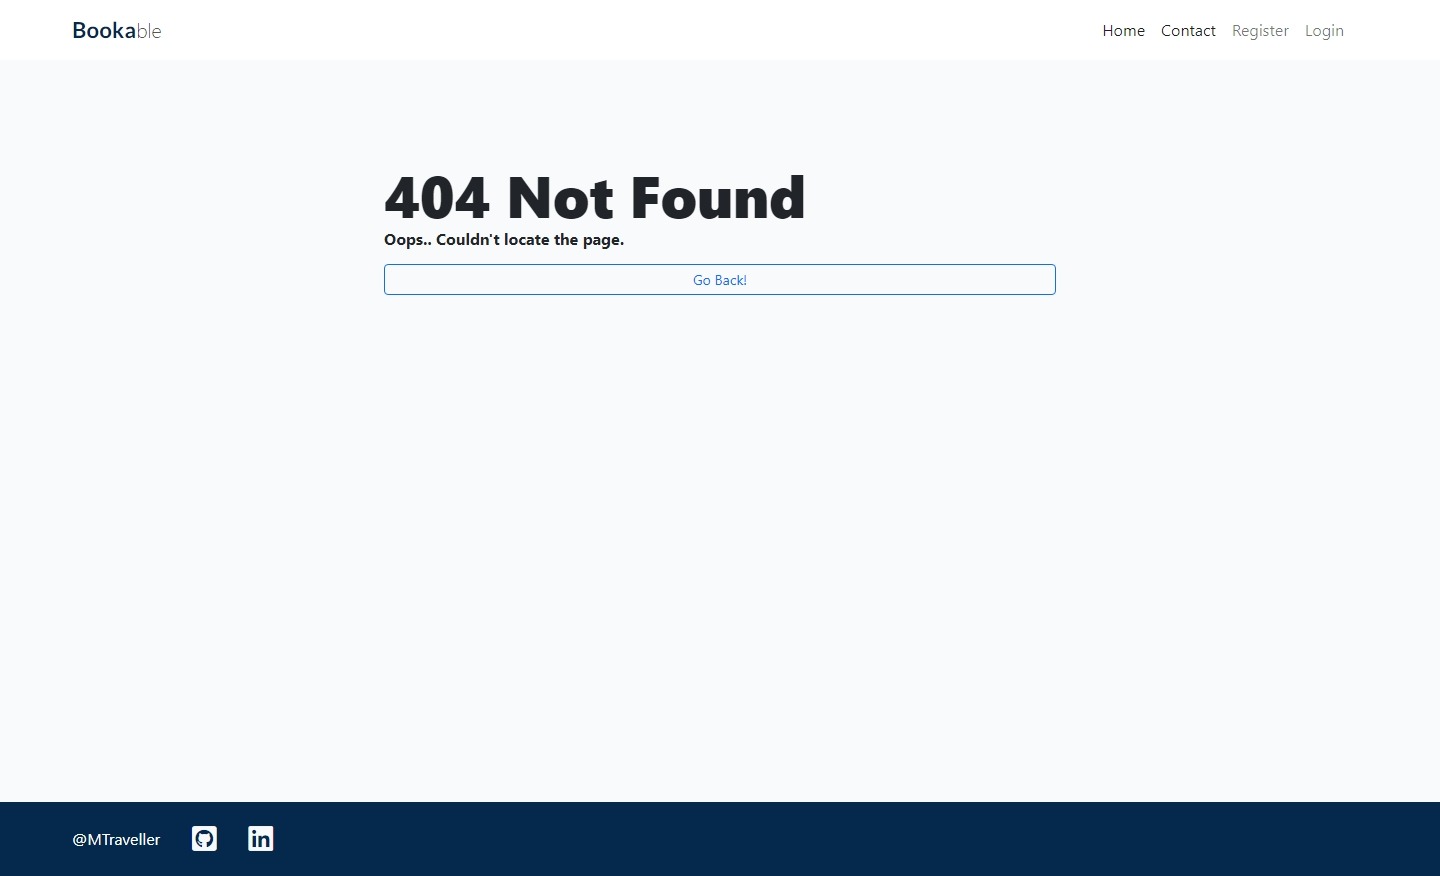 Bookable
Home Contact Register Login
404 Not Found
Oops.. Couldn't locate the page.
Go Back!
@MTraveller
in